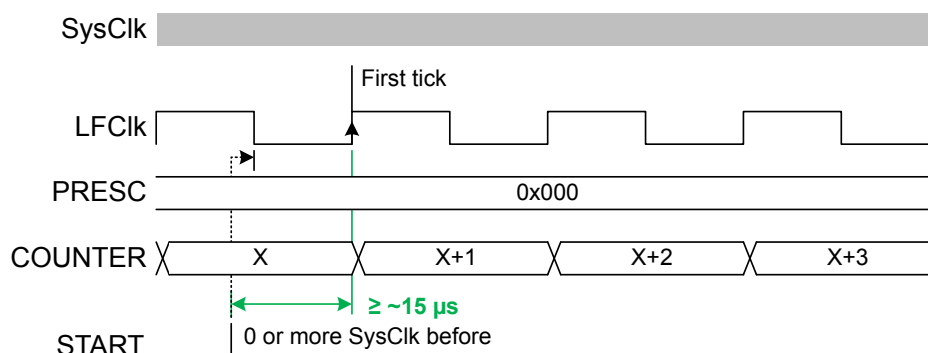 SysClk
First tick
LFClk
PRESC
0x000
COUNTER
X
X+1
X+2
X+3
≥ ~15 µs
0 or more SysClk before
START